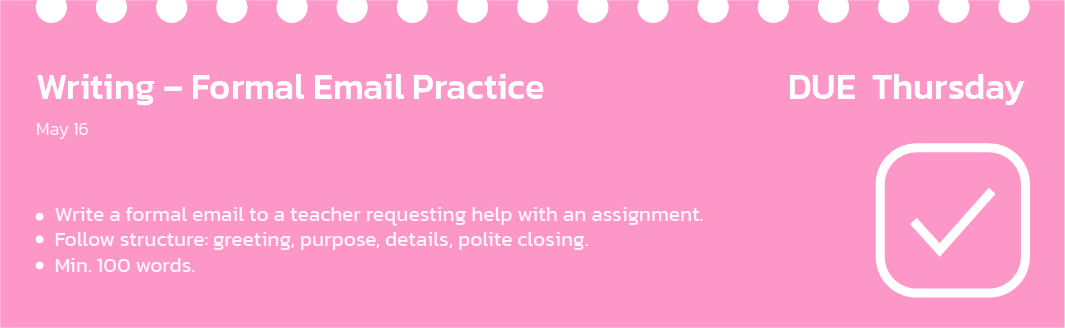 Writing – Formal Email Practice
DUE Thursday
May 16
• Write a formal email to a teacher requesting help with an assignment.
• Follow structure: greeting, purpose, details, polite closing.
• Min. 100 words.